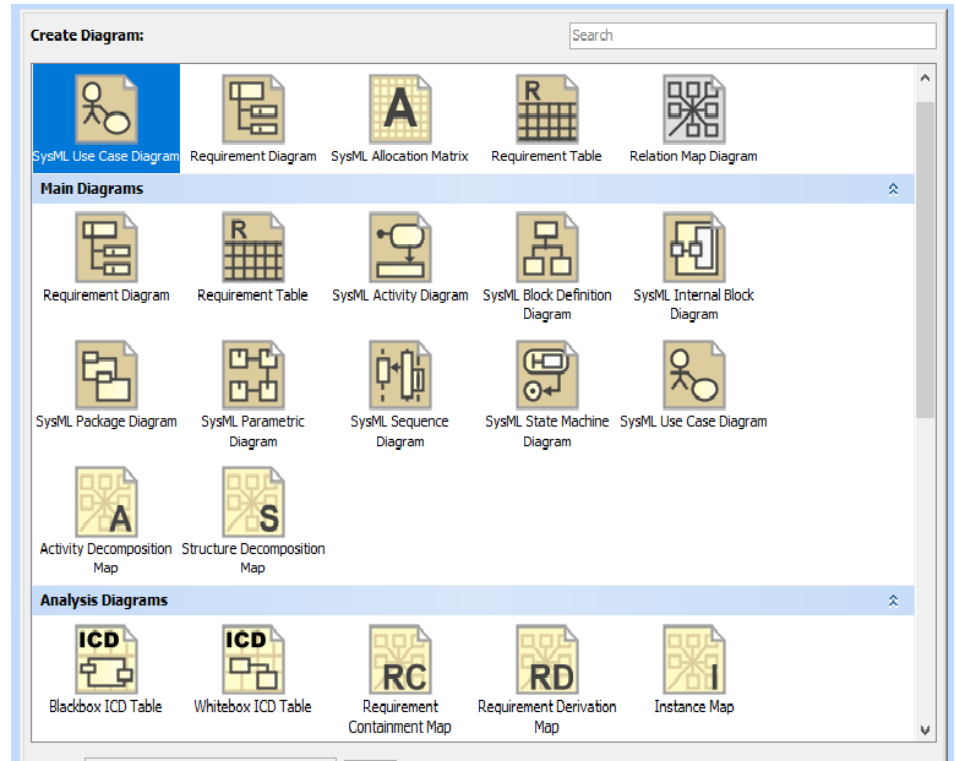 Create Diagram:
Search
R
A
SysML Use Case Diagram
Requirement Diagram
SysML Allocation Matrix
Requirement Table
Relation Map Diagram
Main Diagrams
R
Requirement Diagram
Requirement Table
SysML Activity Diagram
SysML Block Definition
Diagram
SysML Internal Block
Diagram
SysML Package Diagram
SysML Parametric
Diagram
SysML Sequence
Diagram
SysML State Machine
Diagram
SysML Use Case Diagram
A
S
Activity Decomposition
Map
Structure Decomposition
Map
Analysis Diagrams
ICD
ICD
RC
RD
I
Blackbox ICD Table
Whitebox ICD Table
Requirement
Containment Map
Requirement Derivation
Map
Instance Map